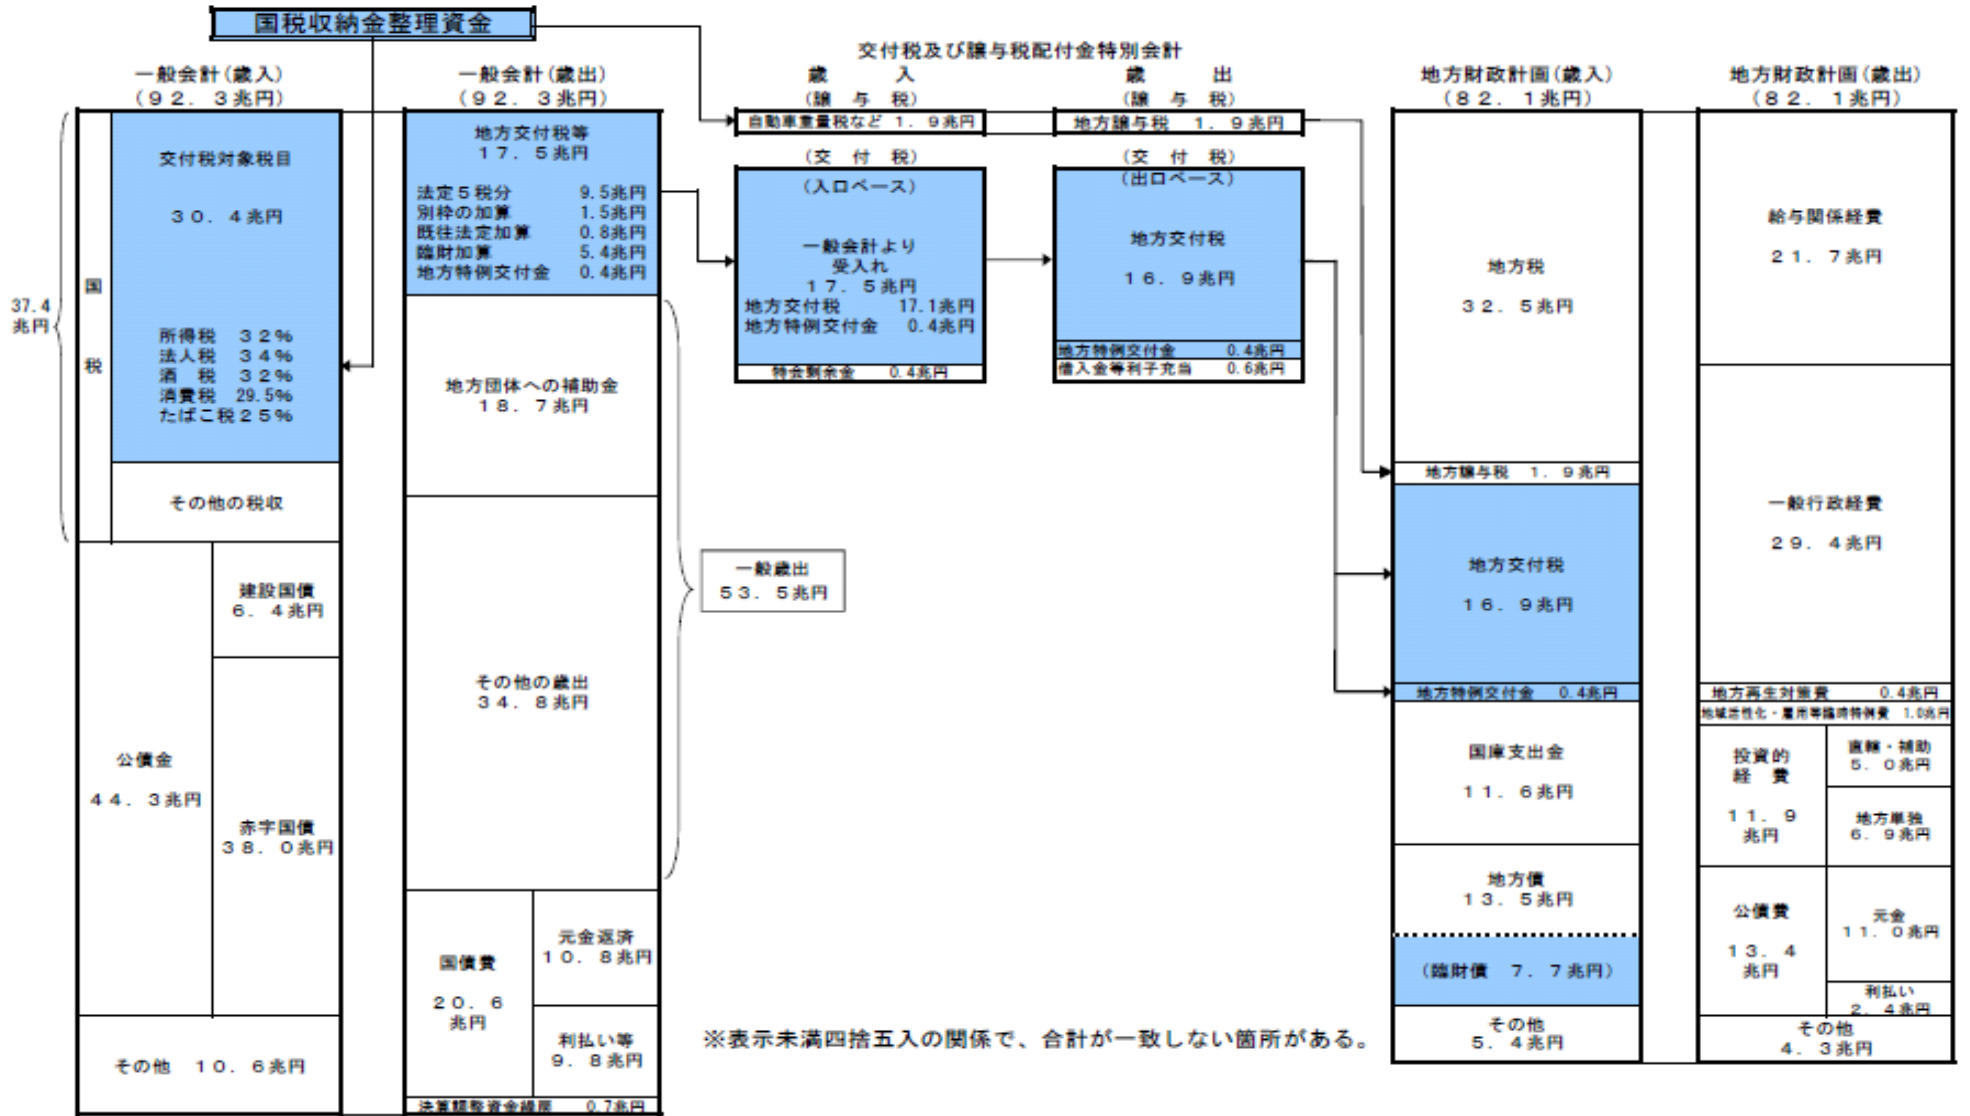 国税収納金整理資金
一般会計(歳入)
(92.3兆円)
37.4
兆円
国
税
交付税対象税目
30.4兆円
所得税 32%
法人税 34%
酒 税 32%
消費税 29.5%
たばこ税25%
その他の税収
公債金
44.3兆円
建設国債
6.4兆円
赤字国債
38.0兆円
その他 10.6兆円
一般会計(歳出)
(92.3兆円)
地方交付税等
17.5兆円
法定5税分 9.5兆円
別枠の加算 1.5兆円
既往法定加算 0.8兆円
臨財加算 5.4兆円
地方特例交付金 0.4兆円
地方団体への補助金
18.7兆円
その他の歳出
34.8兆円
一般歳出
53.5兆円
国債費
20.6
兆円
元金返済
10.8兆円
利払い等
9.8兆円
決算調整資金繰戻 0.7兆円
交付税及び譲与税配付金特別会計
歳 入
(譲 与 税)
自動車重量税など 1.9兆円
(交 付 税)
(入口ベース)
一般会計より
受入れ
17.5兆円
地方交付税 17.1兆円
地方特例交付金 0.4兆円
特会剰余金 0.4兆円
歳 出
(譲 与 税)
地方譲与税 1.9兆円
(交 付 税)
(出口ベース)
地方交付税
16.9兆円
地方特例交付金 0.4兆円
借入金等利子充当 0.6兆円
地方財政計画(歳入)
(82.1兆円)
地方税
32.5兆円
地方譲与税 1.9兆円
地方交付税
16.9兆円
地方特例交付金 0.4兆円
国庫支出金
11.6兆円
地方債
13.5兆円
(臨財債 7.7兆円)
その他
5.4兆円
地方財政計画(歳出)
(82.1兆円)
給与関係経費
21.7兆円
一般行政経費
29.4兆円
地方再生対策費 0.4兆円
地域活性化・雇用等臨時特例費 1.0兆円
投資的
経 費
11.9
兆円
直轄・補助
5.0兆円
地方単独
6.9兆円
公債費
13.4
兆円
元金
11.0兆円
利払い
2.4兆円
その他
4.3兆円
※表示未満四捨五入の関係で、合計が一致しない箇所がある。